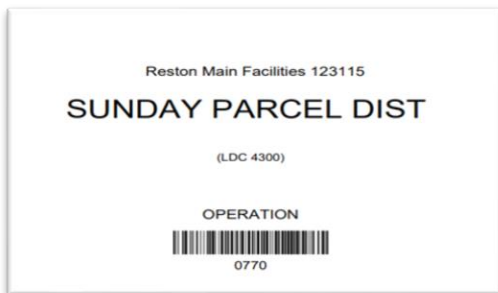 Reston Main Facilities 123115
SUNDAY PARCEL DIST
(LDC 4300)
OPERATION
0770